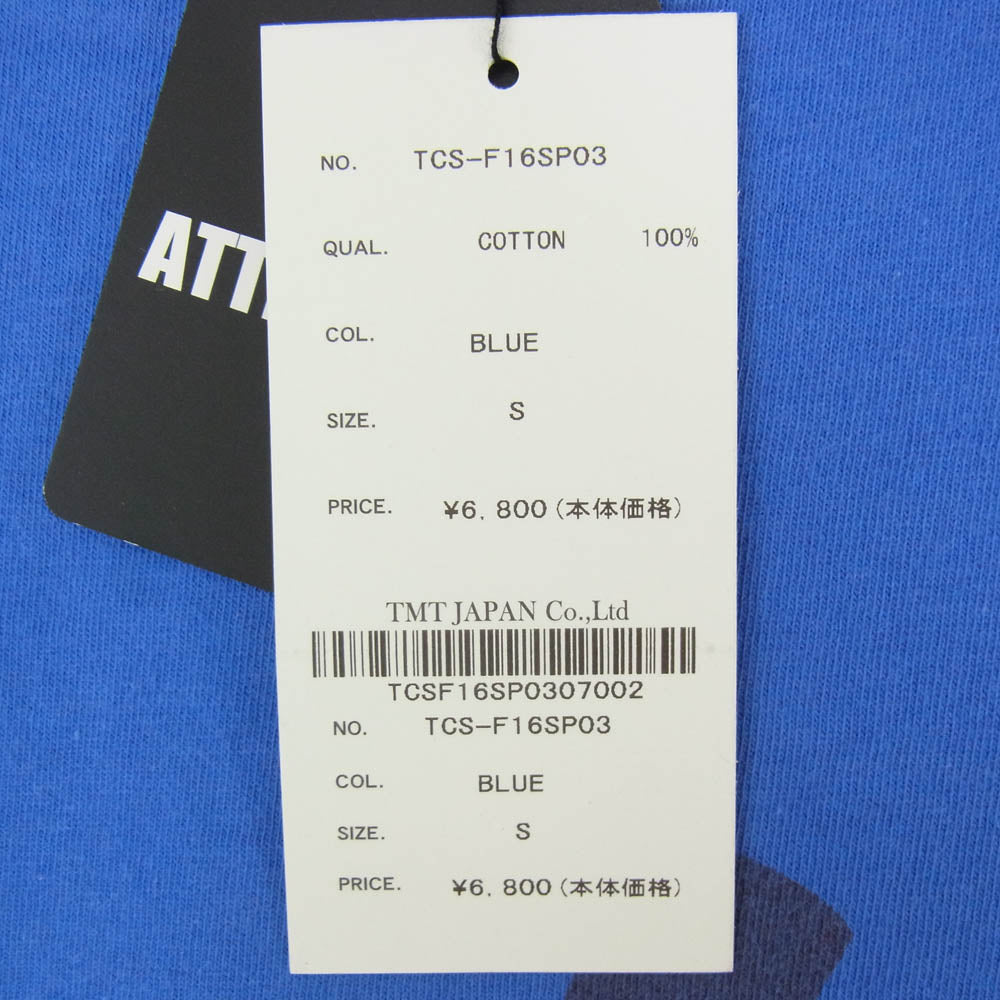 NO. TCS-F16SP03
QUAL. COTTON 100%
COL. BLUE
SIZE. S
PRICE. ¥6,800(本体価格)
TMT JAPAN Co.,Ltd
TCSF16SP0307002
NO. TCS-F16SP03
COL. BLUE
SIZE. S
PRICE. ¥6,800(本体価格)